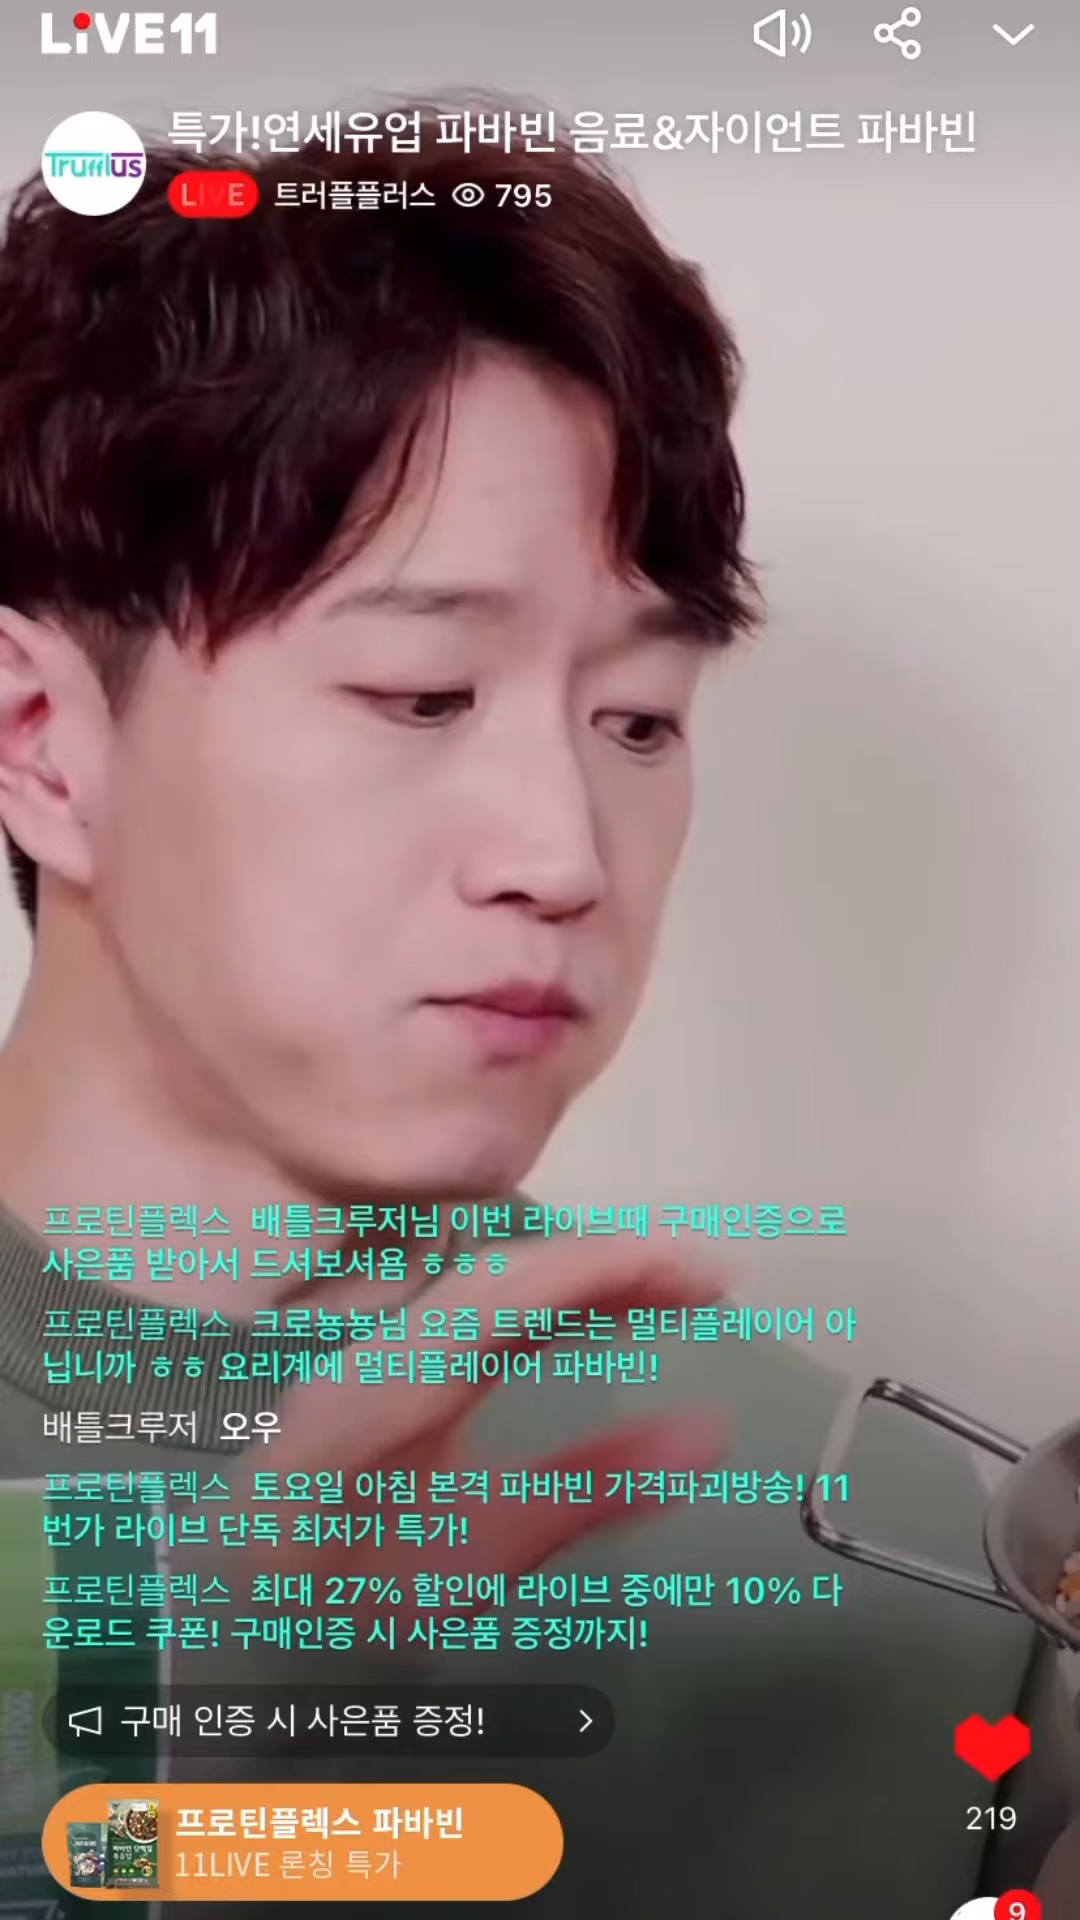 LiVE11
특가!연세유업 파바빈 음료&자이언트 파바빈
Trufflus
LIVE 트러플플러스 795
프로틴플렉스 배틀크루저님 이번 라이브때 구매인증으로
사은품 받아서 드셔보셔욤 ㅎㅎㅎ
프로틴플렉스 크로뇽뇽님 요즘 트렌드는 멀티플레이어 아
닙니까 ㅎㅎ 요리계에 멀티플레이어 파바빈!
배틀크루저 오우
프로틴플렉스 토요일 아침 본격 파바빈 가격파괴방송! 11
번가 라이브 단독 최저가 특가!
프로틴플렉스 최대 27% 할인에 라이브 중에만 10% 다
운로드 쿠폰! 구매인증 시 사은품 증정까지!
구매 인증 시 사은품 증정!
219
프로틴플렉스 파바빈
11LIVE 론칭 특가
9